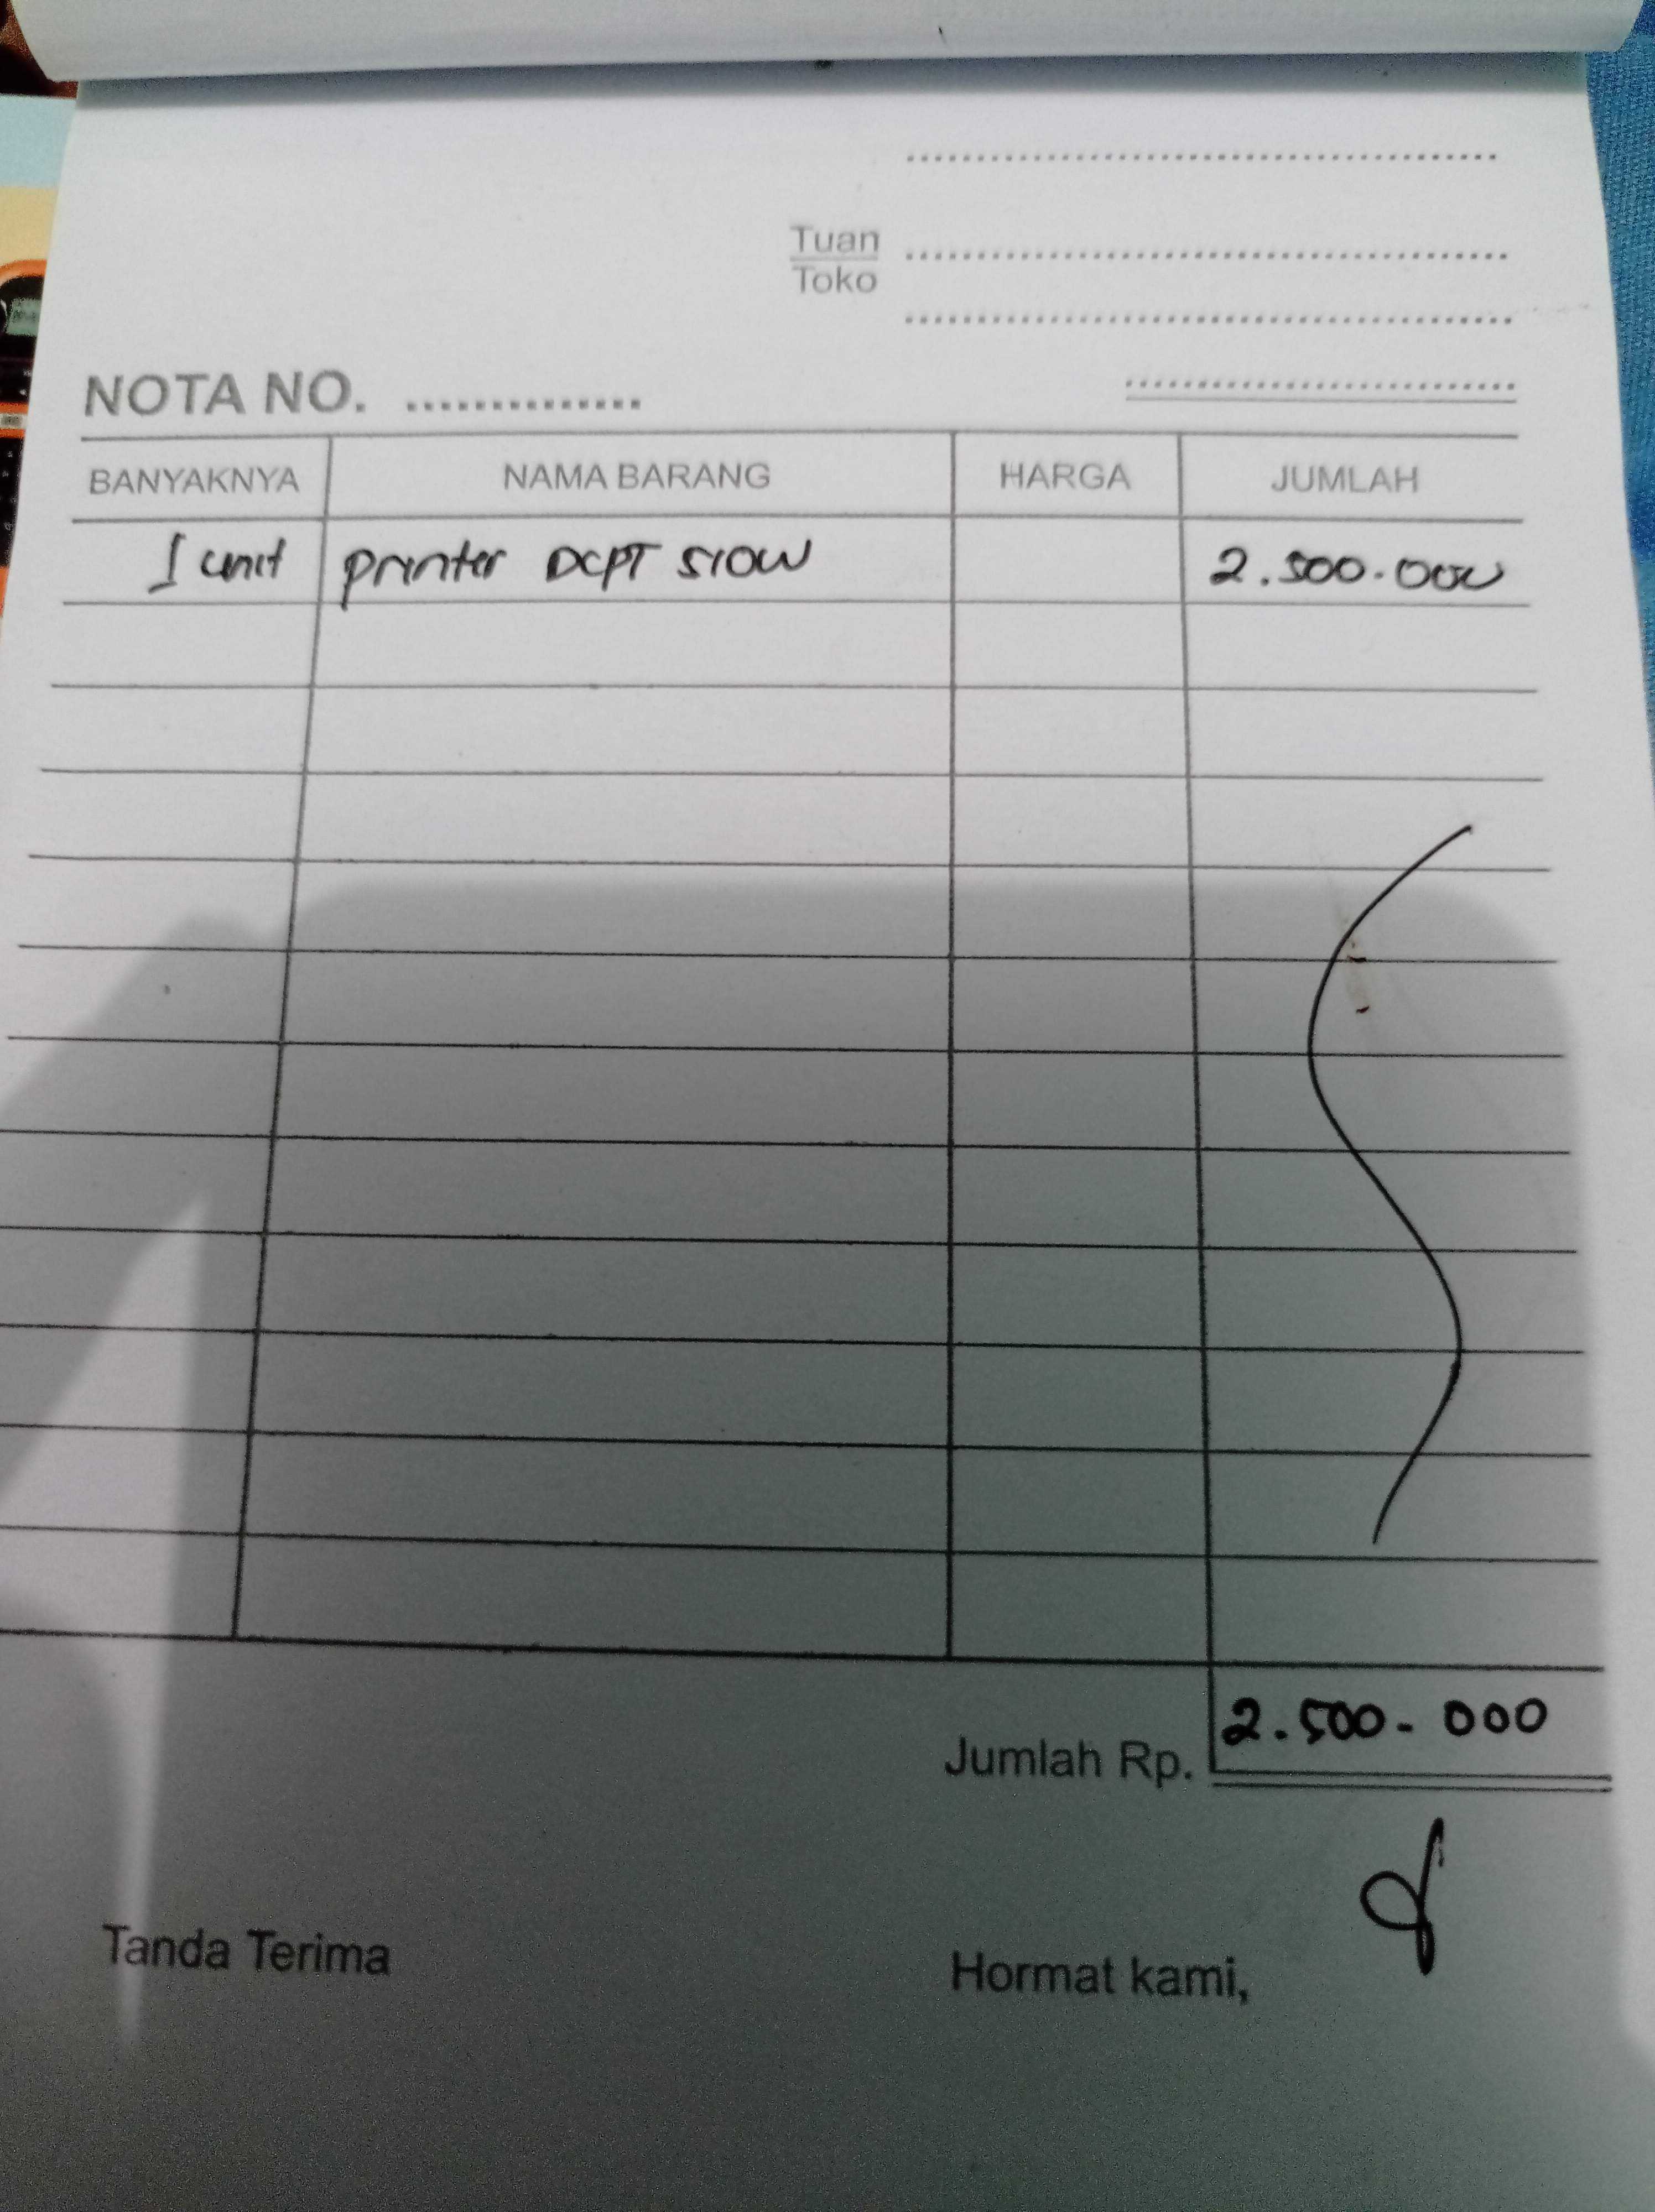 Tuan
Toko
NOTA NO. ..............
BANYAKNYA NAMA BARANG HARGA JUMLAH
1 unit printer DCPT 510W 2.500.000
Jumlah Rp. 2.500.000
Tanda Terima Hormat kami,